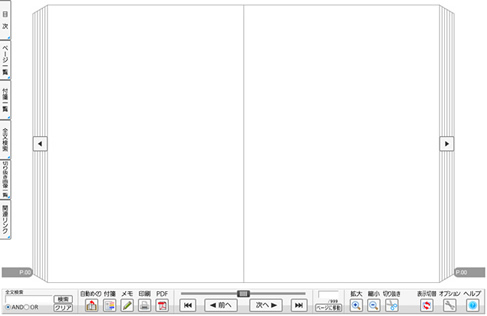 目次
ページ一覧
付箋一覧
全文検索
切り抜き画像一覧
関連リンク
P.00
P.00
全文検索
検索
AND OR
クリア
自動めくり 付箋 メモ 印刷 PDF
前へ
次へ
/999
ページに移動
拡大 縮小 切り抜き
表示切替 オプション ヘルプ